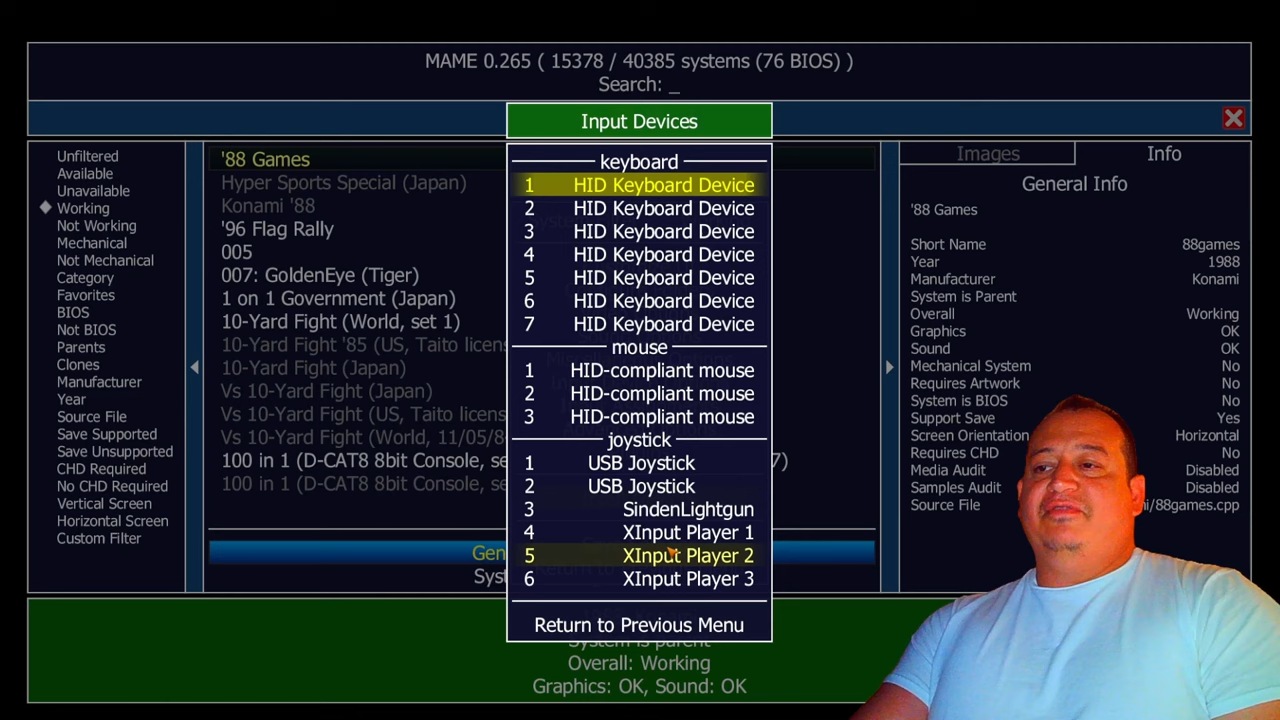 MAME 0.265 ( 15378 / 40385 systems (76 BIOS) )
Search: _
Input Devices
Unfiltered
Available
Unavailable
Working
Not Working
Mechanical
Not Mechanical
Category
Favorites
BIOS
Not BIOS
Parents
Clones
Manufacturer
Year
Source File
Save Supported
Save Unsupported
CHD Required
No CHD Required
Vertical Screen
Horizontal Screen
Custom Filter
'88 Games
Hyper Sports Special (Japan)
Konami '88
'96 Flag Rally
005
007: GoldenEye (Tiger)
1 on 1 Government (Japan)
10-Yard Fight (World, set 1)
10-Yard Fight '85 (US, Taito licens
10-Yard Fight (Japan)
Vs 10-Yard Fight (Japan)
Vs 10-Yard Fight (US, Taito license
Vs 10-Yard Fight (World, 11/05/8
100 in 1 (D-CAT8 8bit Console, se 7)
100 in 1 (D-CAT8 8bit Console, se
Gen
Syst
keyboard
1 HID Keyboard Device
2 HID Keyboard Device
3 HID Keyboard Device
4 HID Keyboard Device
5 HID Keyboard Device
6 HID Keyboard Device
7 HID Keyboard Device
mouse
1 HID-compliant mouse
2 HID-compliant mouse
3 HID-compliant mouse
joystick
1 USB Joystick
2 USB Joystick
3 SindenLightgun
4 XInput Player 1
5 XInput Player 2
6 XInput Player 3
Return to Previous Menu
Images
Info
General Info
'88 Games
Short Name 88games
Year 1988
Manufacturer Konami
System is Parent
Overall Working
Graphics OK
Sound OK
Mechanical System No
Requires Artwork No
System is BIOS No
Support Save Yes
Screen Orientation Horizontal
Requires CHD No
Media Audit Disabled
Samples Audit Disabled
Source File ni/88games.cpp
System is parent
Overall: Working
Graphics: OK, Sound: OK